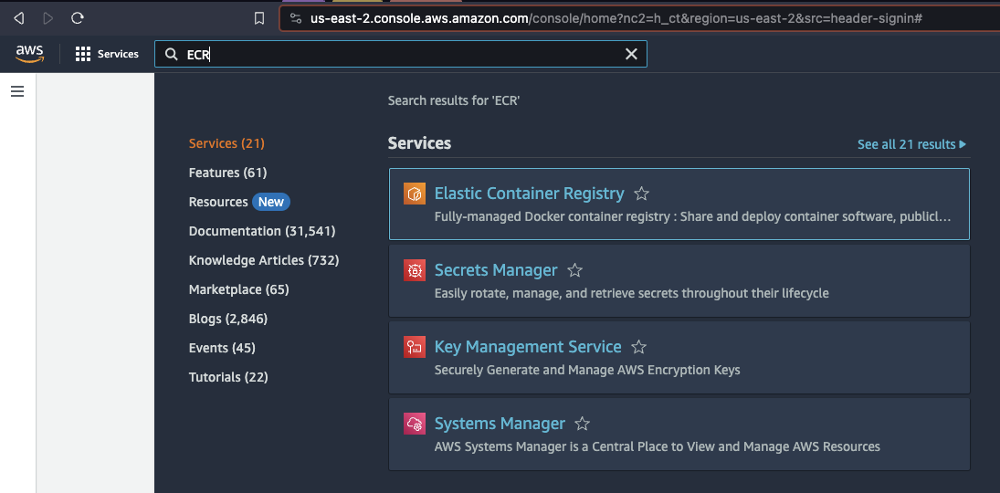 us-east-2.console.aws.amazon.com/console/home?nc2=h_ct&region=us-east-2&src=header-signin#
aws
Services
ECR
Search results for 'ECR'
Services (21)
Features (61)
Resources New
Documentation (31,541)
Knowledge Articles (732)
Marketplace (65)
Blogs (2,846)
Events (45)
Tutorials (22)
Services
See all 21 results
Elastic Container Registry
Fully-managed Docker container registry : Share and deploy container software, publicl...
Secrets Manager
Easily rotate, manage, and retrieve secrets throughout their lifecycle
Key Management Service
Securely Generate and Manage AWS Encryption Keys
Systems Manager
AWS Systems Manager is a Central Place to View and Manage AWS Resources